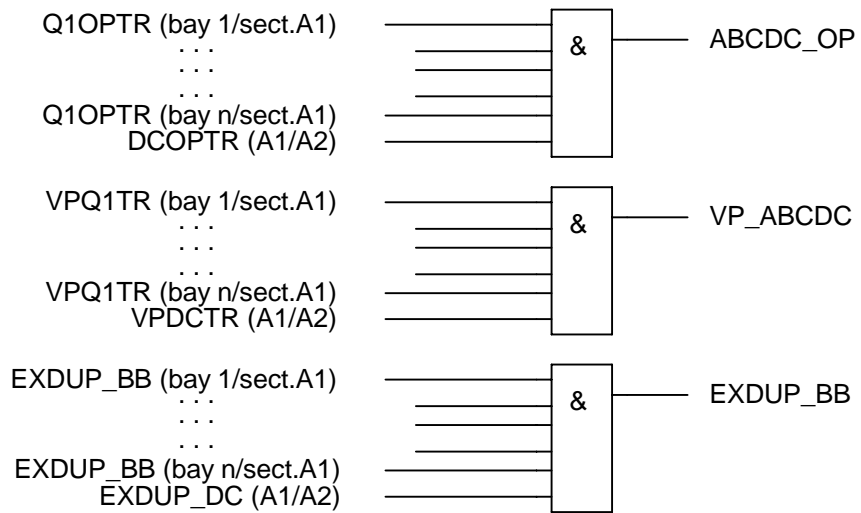 Q1OPTR (bay 1/sect.A1)
. . .
. . .
. . .
Q1OPTR (bay n/sect.A1)
DCOPTR (A1/A2)
&
ABCDC_OP
VPQ1TR (bay 1/sect.A1)
. . .
. . .
. . .
VPQ1TR (bay n/sect.A1)
VPDCTR (A1/A2)
&
VP_ABCDC
EXDUP_BB (bay 1/sect.A1)
. . .
. . .
. . .
EXDUP_BB (bay n/sect.A1)
EXDUP_DC (A1/A2)
&
EXDUP_BB